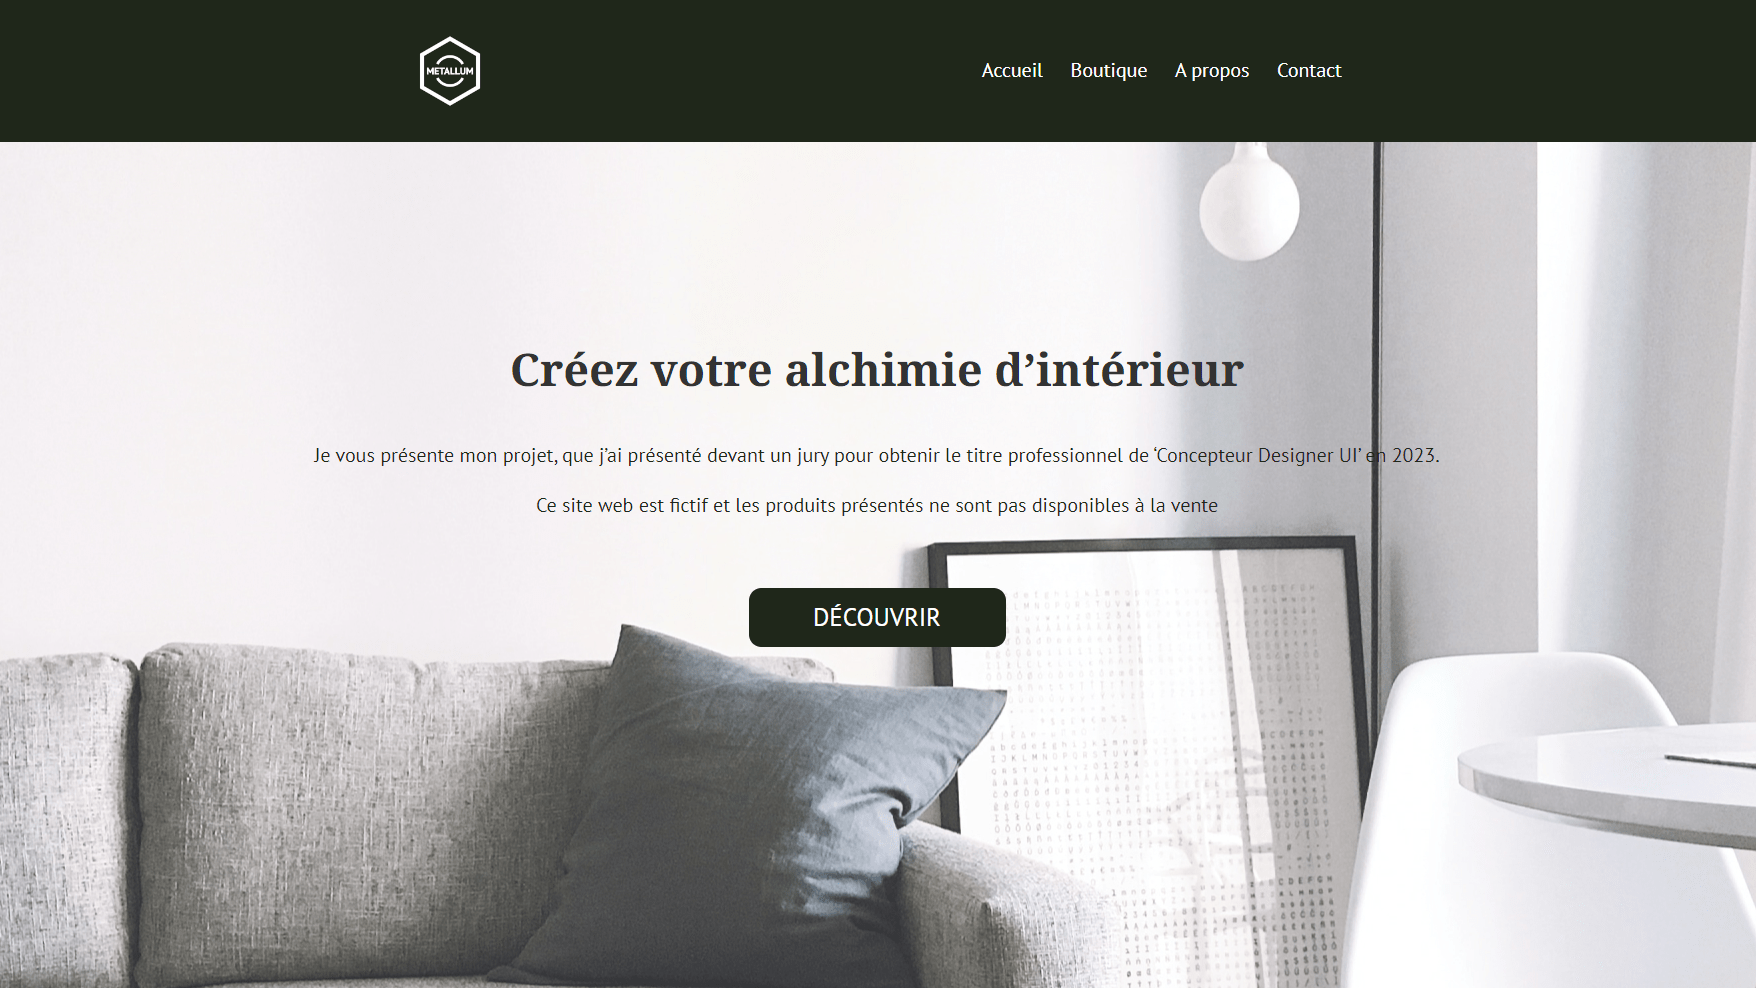 METALLUM
Accueil Boutique A propos Contact
Créez votre alchimie d’intérieur
Je vous présente mon projet, que j’ai présenté devant un jury pour obtenir le titre professionnel de ‘Concepteur Designer UI’ en 2023.
Ce site web est fictif et les produits présentés ne sont pas disponibles à la vente
DÉCOUVRIR